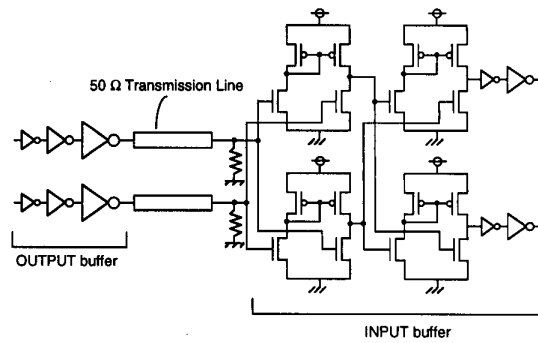 50 Ω Transmission Line
OUTPUT buffer
INPUT buffer